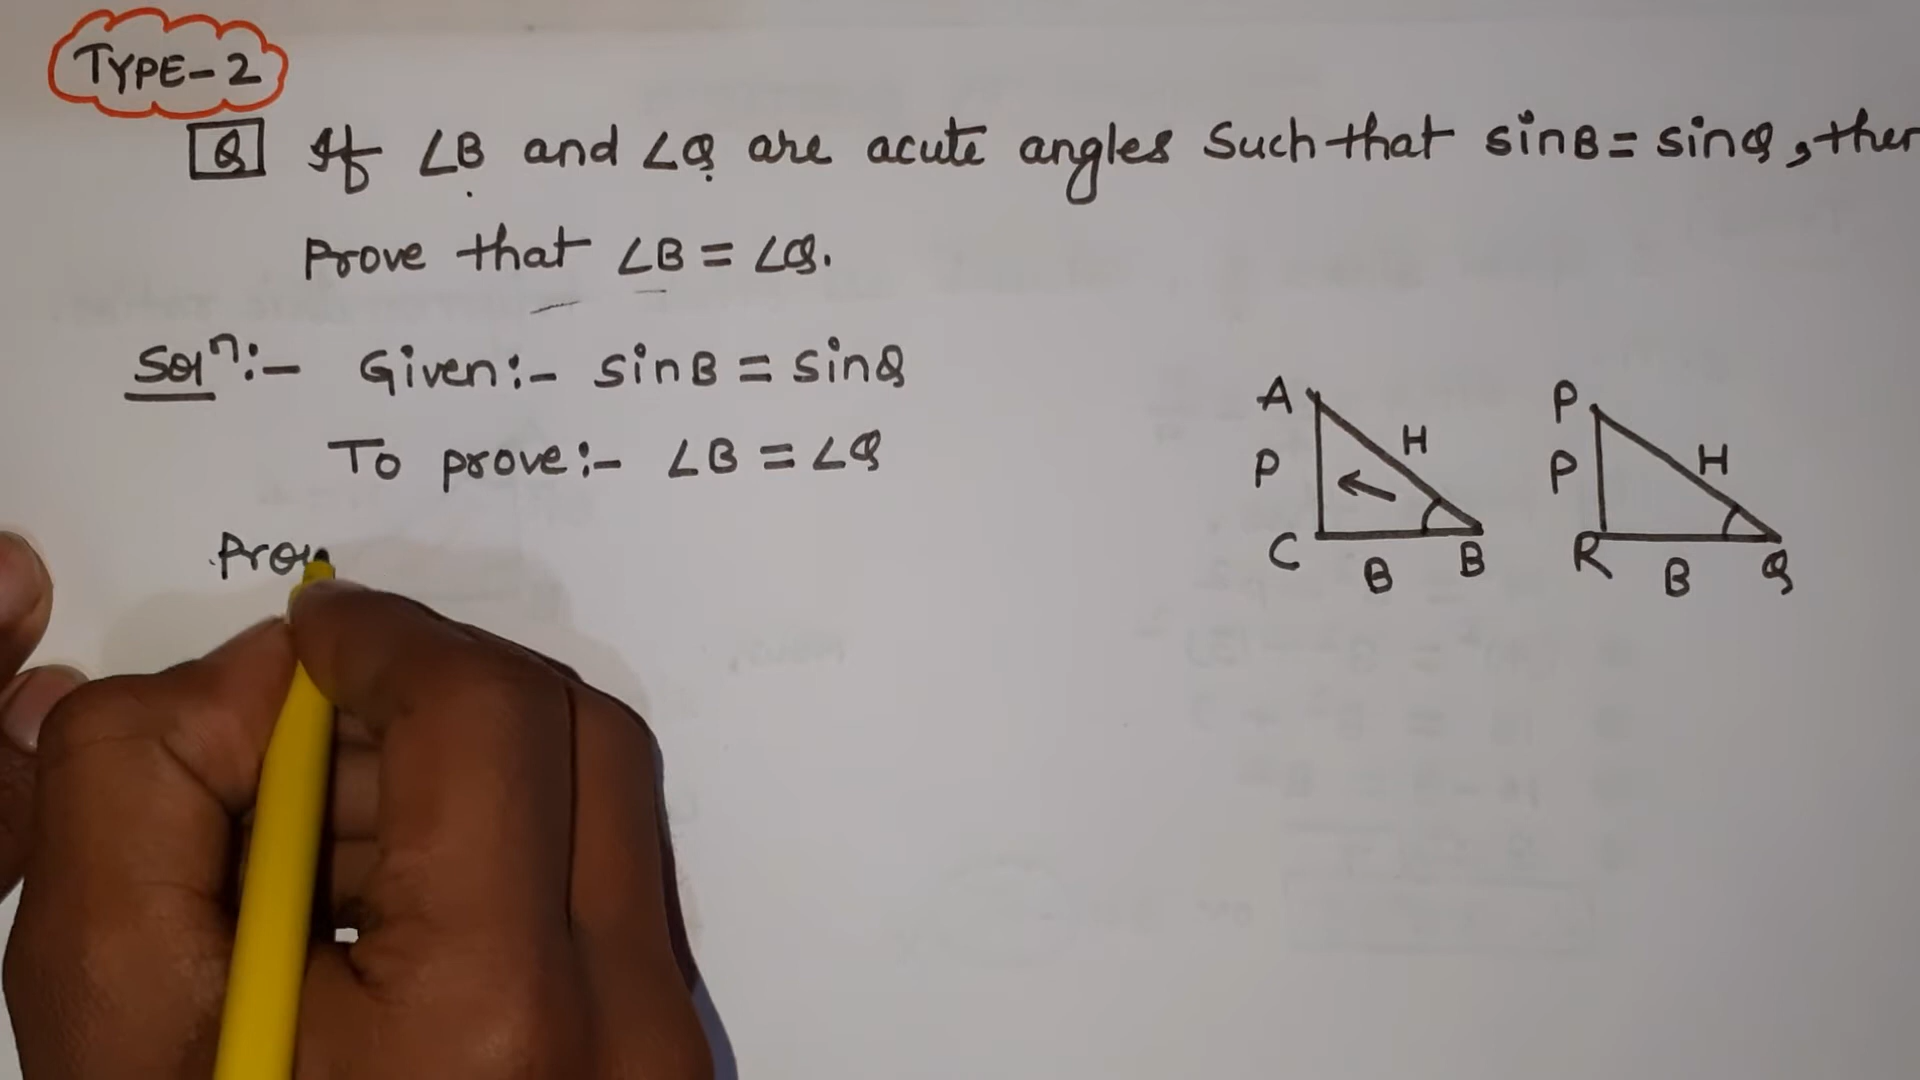 TYPE-2
Q If ∠B and ∠Q are acute angles Such that sinB = sinQ, then
Prove that ∠B = ∠Q.
Solⁿ:- Given:- sinB = sinQ
To prove:- ∠B = ∠Q
A H P C B B
P H P R B Q